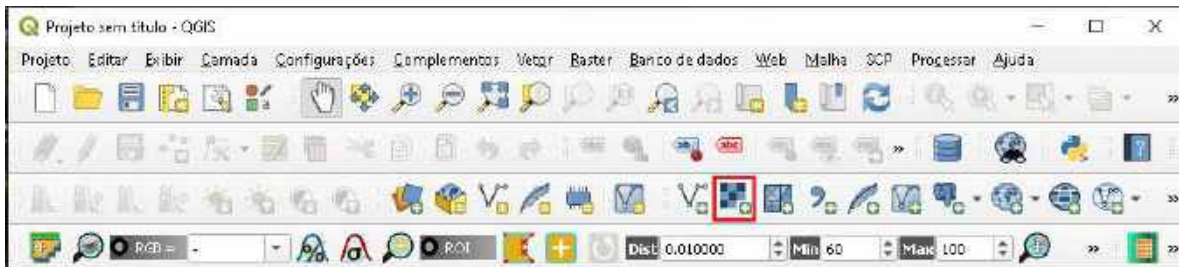 Projeto sem título - QGIS
Projeto Editar Exibir Camada Configurações Complementos Vetor Raster Banco de dados Web Malha SCP Processar Ajuda
abc
RGB = - ROI Dist 0.010000 Min 60 Max 100